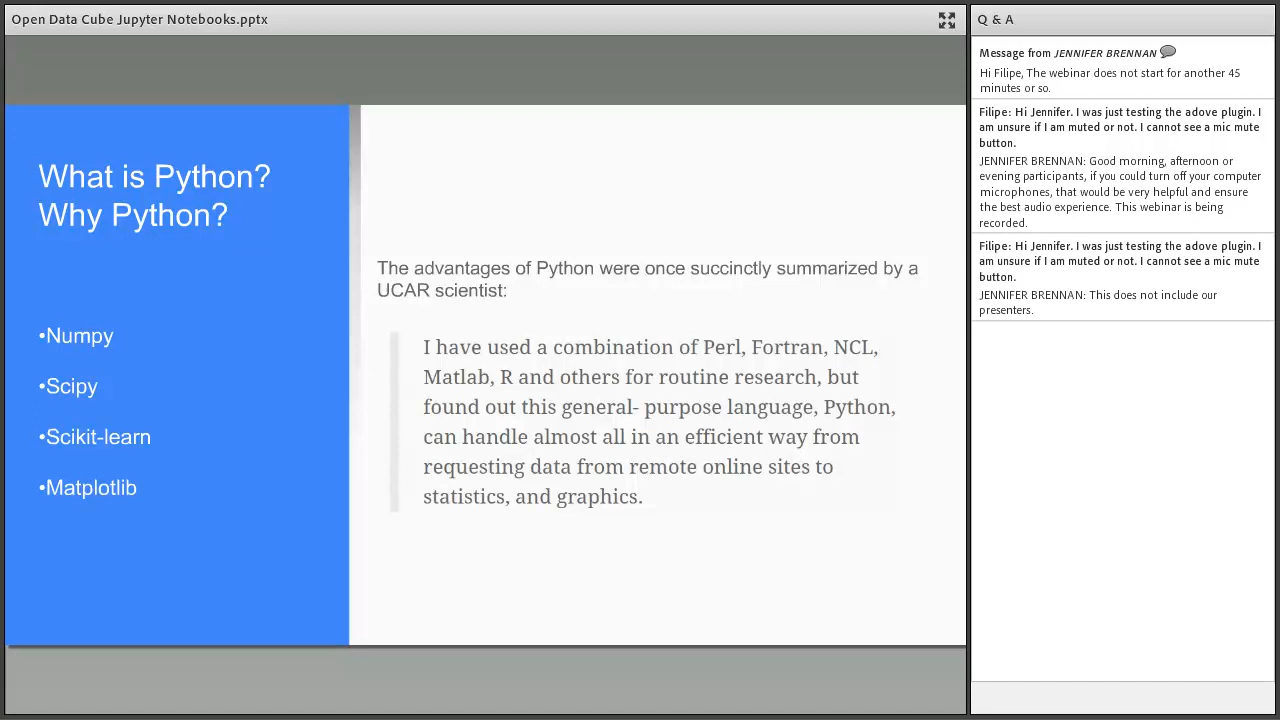 Open Data Cube Jupyter Notebooks.pptx
What is Python?
Why Python?
•Numpy
•Scipy
•Scikit-learn
•Matplotlib
The advantages of Python were once succinctly summarized by a
UCAR scientist:
I have used a combination of Perl, Fortran, NCL,
Matlab, R and others for routine research, but
found out this general- purpose language, Python,
can handle almost all in an efficient way from
requesting data from remote online sites to
statistics, and graphics.
Q & A
Message from JENNIFER BRENNAN
Hi Filipe, The webinar does not start for another 45
minutes or so.
Filipe: Hi Jennifer. I was just testing the adove plugin. I
am unsure if I am muted or not. I cannot see a mic mute
button.
JENNIFER BRENNAN: Good morning, afternoon or
evening participants, if you could turn off your computer
microphones, that would be very helpful and ensure
the best audio experience. This webinar is being
recorded.
Filipe: Hi Jennifer. I was just testing the adove plugin. I
am unsure if I am muted or not. I cannot see a mic mute
button.
JENNIFER BRENNAN: This does not include our
presenters.